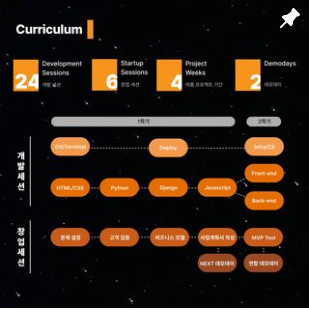 Curriculum
24 Development Sessions
개발 세션
6 Startup Sessions
창업 세션
4 Project Weeks
여름 프로젝트 기간
2 Demodays
데모데이
1학기
2학기
개발세션
Git/Terminal
Deploy
Infra/CS
HTML/CSS
Python
Django
Javascript
Front-end
Back-end
창업세션
문제 설정
고객 검증
비즈니스 모델
사업계획서 작성
MVP Test
NEXT 데모데이
연합 데모데이